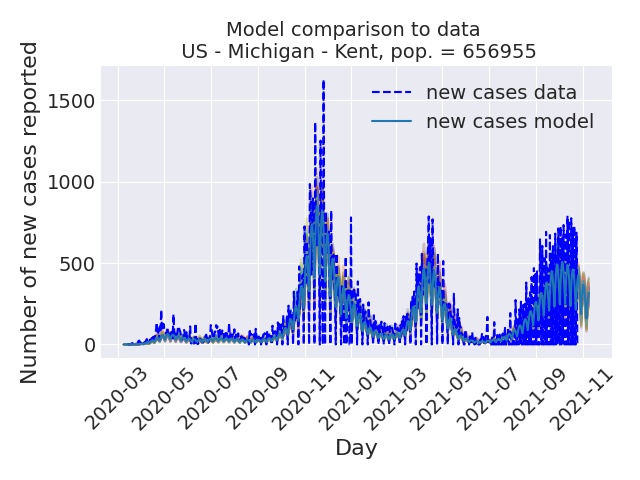 Model comparison to data
US - Michigan - Kent, pop. = 656955
Number of new cases reported
1500
1000
500
0
new cases data
new cases model
2020-03
2020-05
2020-07
2020-09
2020-11
2021-01
2021-03
2021-05
2021-07
2021-09
2021-11
Day